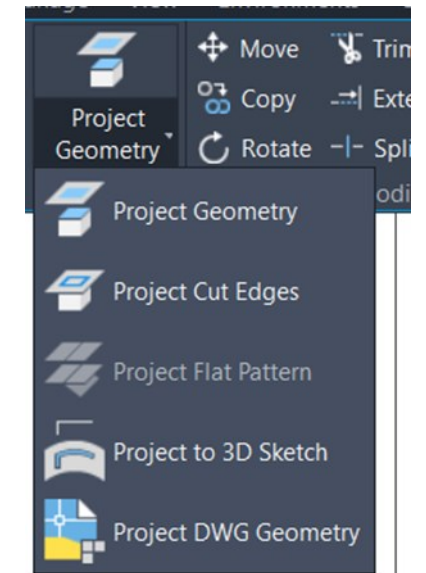 Project
Geometry
Move
Copy
Rotate
Project Geometry
Project Cut Edges
Project Flat Pattern
Project to 3D Sketch
Project DWG Geometry